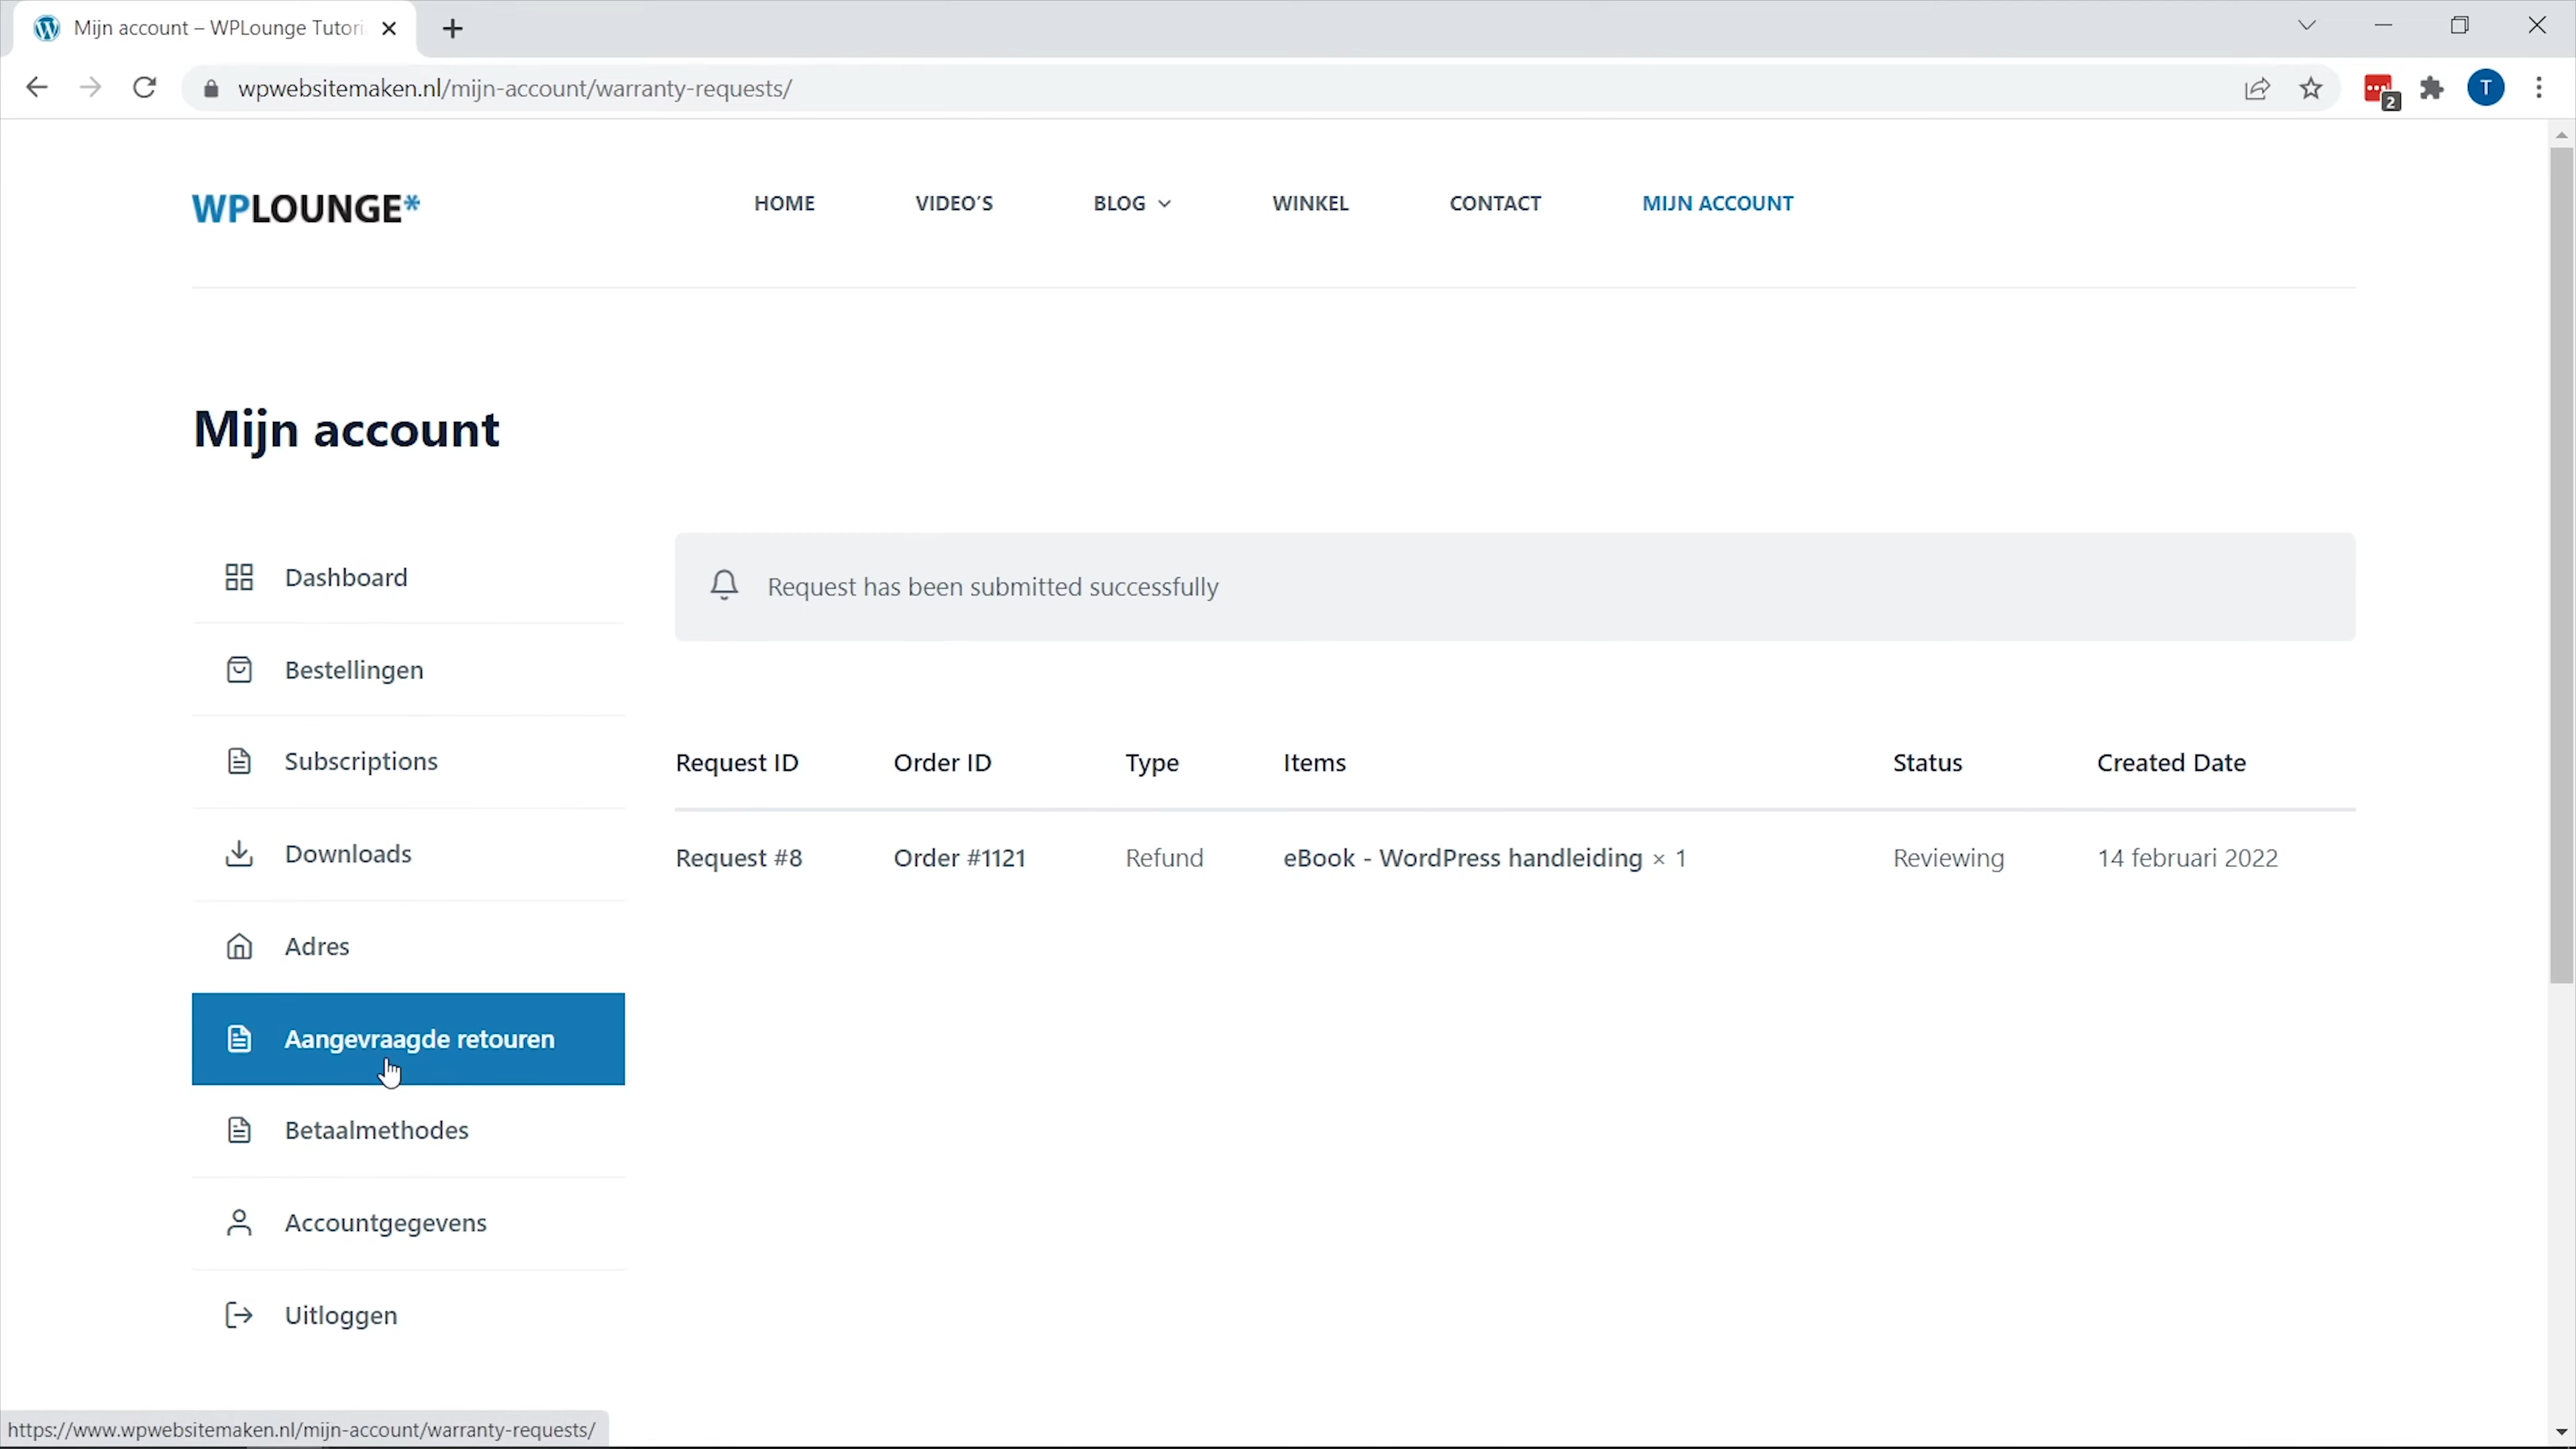 Mijn account – WPLounge Tutori
wpwebsitemaken.nl/mijn-account/warranty-requests/
2
T
WPLOUNGE*
HOME
VIDEO'S
BLOG
WINKEL
CONTACT
MIJN ACCOUNT
Mijn account
Dashboard
Bestellingen
Subscriptions
Downloads
Adres
Aangevraagde retouren
Betaalmethodes
Accountgegevens
Uitloggen
Request has been submitted successfully
Request ID Order ID Type Items Status Created Date
Request #8 Order #1121 Refund eBook - WordPress handleiding × 1 Reviewing 14 februari 2022
https://www.wpwebsitemaken.nl/mijn-account/warranty-requests/